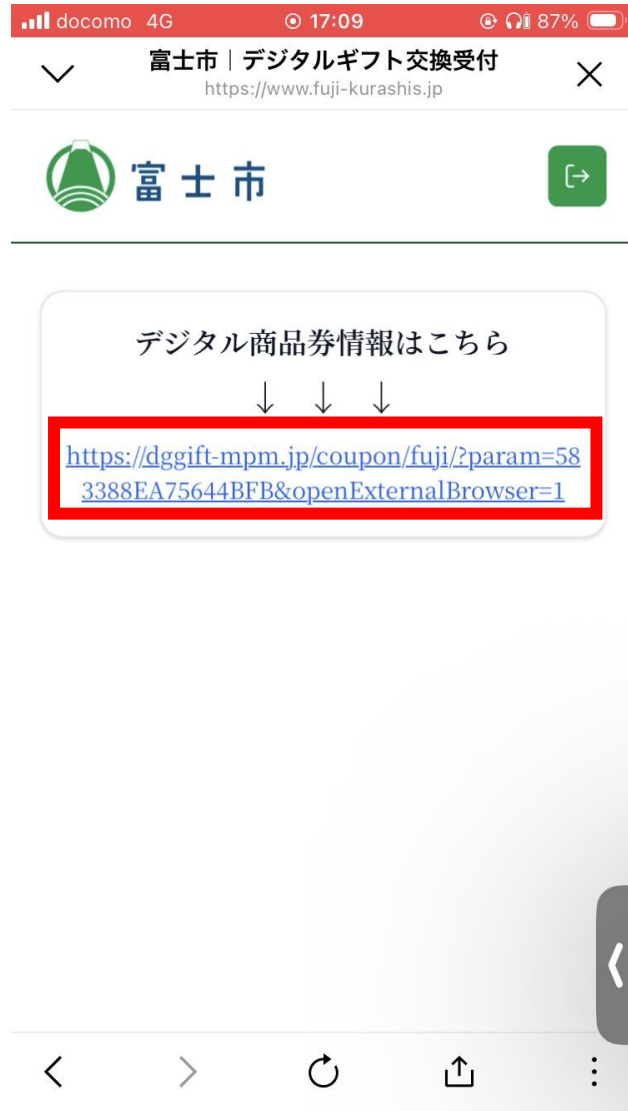 docomo 4G 17:09 87%
富士市｜デジタルギフト交換受付
https://www.fuji-kurashis.jp
富士市
デジタル商品券情報はこちら
↓ ↓ ↓
https://dggift-mpm.jp/coupon/fuji/?param=58
3388EA75644BFB&openExternalBrowser=1